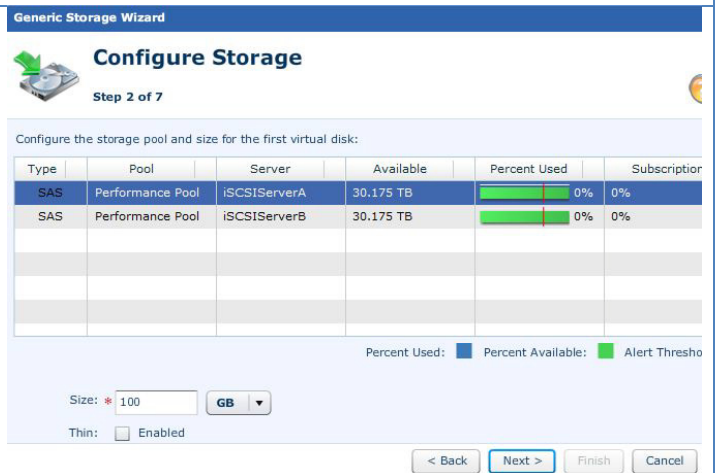 Generic Storage Wizard
Configure Storage
Step 2 of 7
Configure the storage pool and size for the first virtual disk:
Type Pool Server Available Percent Used Subscription
SAS Performance Pool iSCSIServerA 30.175 TB 0% 0%
SAS Performance Pool iSCSIServerB 30.175 TB 0% 0%
Percent Used: Percent Available: Alert Thresho
Size: * 100 GB
Thin: Enabled
< Back Next > Finish Cancel